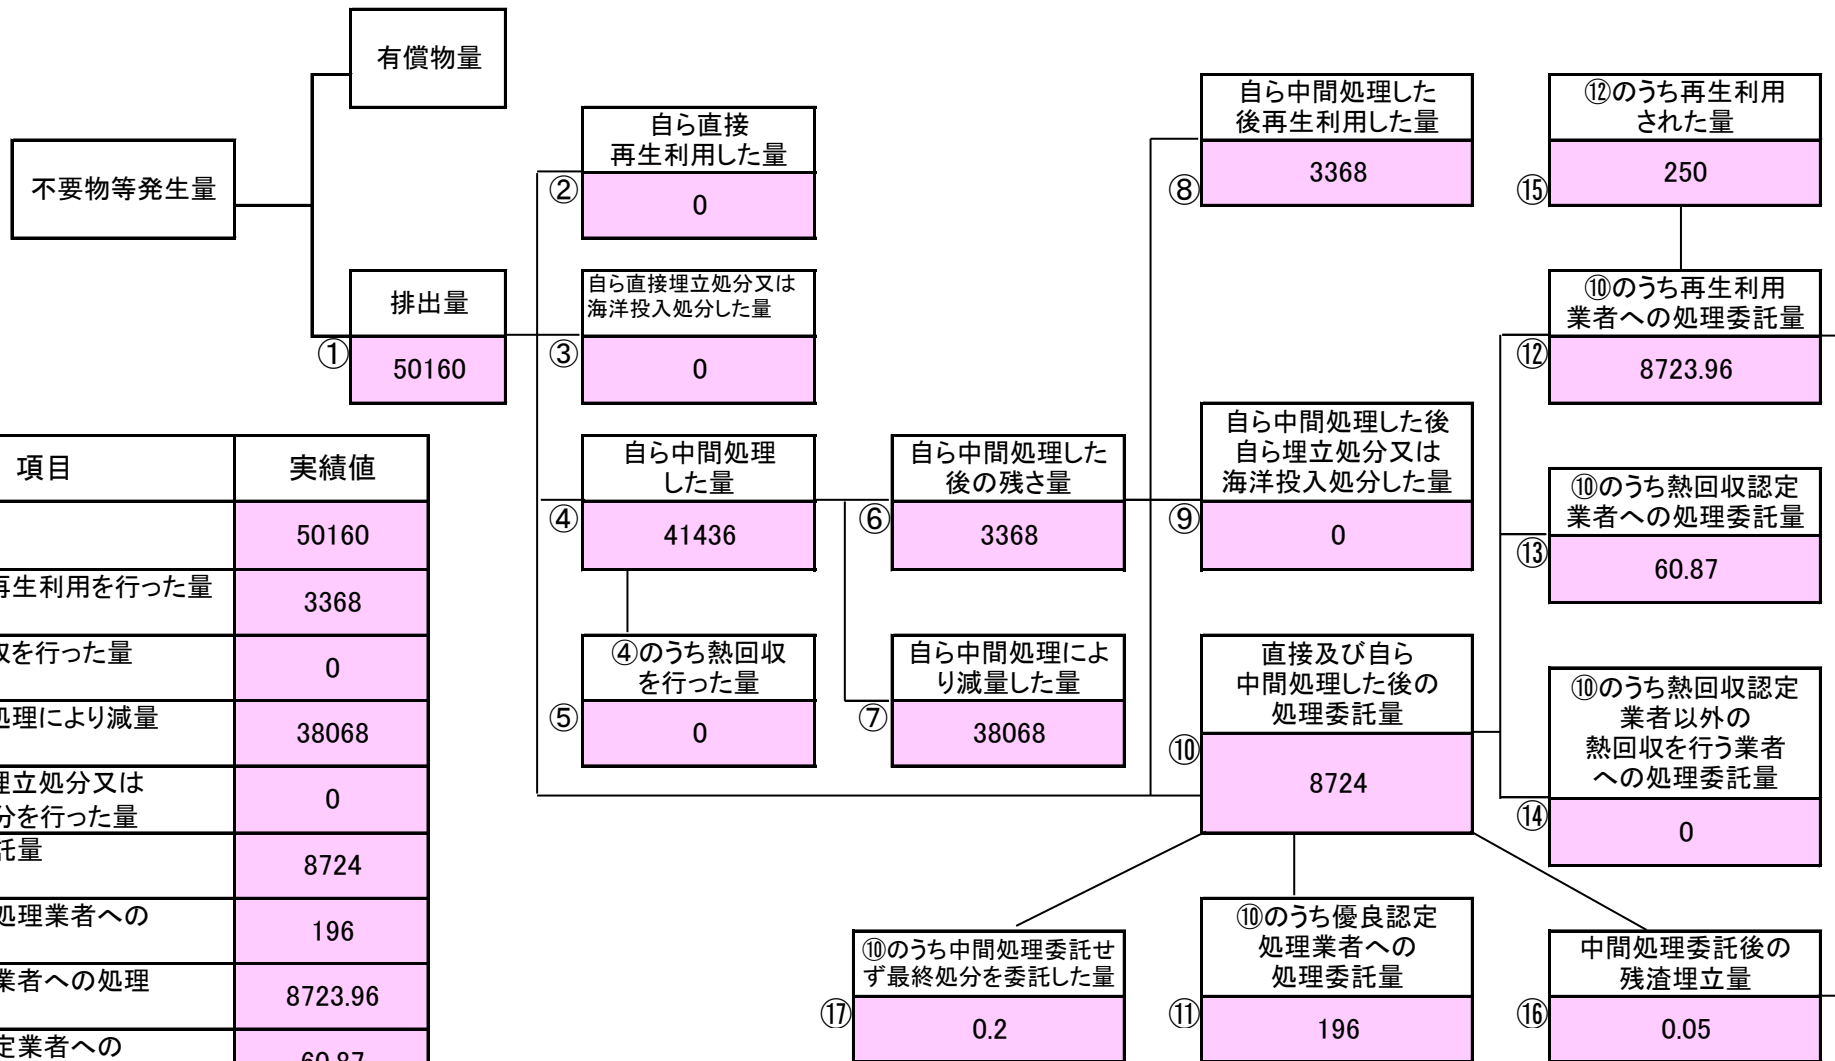 有償物量
不要物等発生量
排出量
①
50160
自ら直接
再生利用した量
②
0
自ら直接埋立処分又は
海洋投入処分した量
③
0
自ら中間処理
した量
④
41436
④のうち熱回収
を行った量
⑤
0
自ら中間処理した
後の残さ量
⑥
3368
自ら中間処理によ
り減量した量
⑦
38068
自ら中間処理した
後再生利用した量
⑧
3368
自ら中間処理した後
自ら埋立処分又は
海洋投入処分した量
⑨
0
直接及び自ら
中間処理した後の
処理委託量
⑩
8724
⑫のうち再生利用
された量
⑮
250
⑩のうち再生利用
業者への処理委託量
⑫
8723.96
⑩のうち熱回収認定
業者への処理委託量
⑬
60.87
⑩のうち熱回収認定
業者以外の
熱回収を行う業者
への処理委託量
⑭
0
⑩のうち中間処理委託せ
ず最終処分を委託した量
⑰
0.2
⑩のうち優良認定
処理業者への
処理委託量
⑪
196
中間処理委託後の
残渣埋立量
⑯
0.05
項目 実績値
50160
再生利用を行った量 3368
を行った量 0
処理により減量 38068
埋立処分又は
を行った量 0
託量 8724
処理業者への 196
業者への処理 8723.96
定業者への 60.87